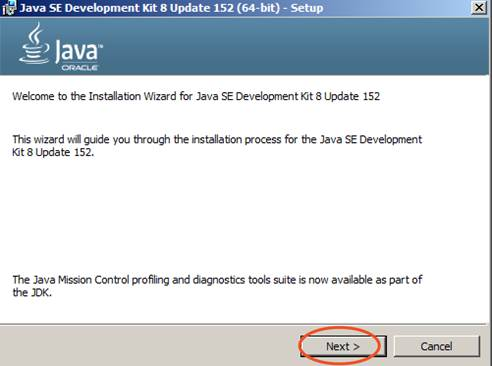 Java SE Development Kit 8 Update 152 (64-bit) - Setup
Java™
ORACLE
Welcome to the Installation Wizard for Java SE Development Kit 8 Update 152
This wizard will guide you through the installation process for the Java SE Development
Kit 8 Update 152.
The Java Mission Control profiling and diagnostics tools suite is now available as part of
the JDK.
Next >
Cancel